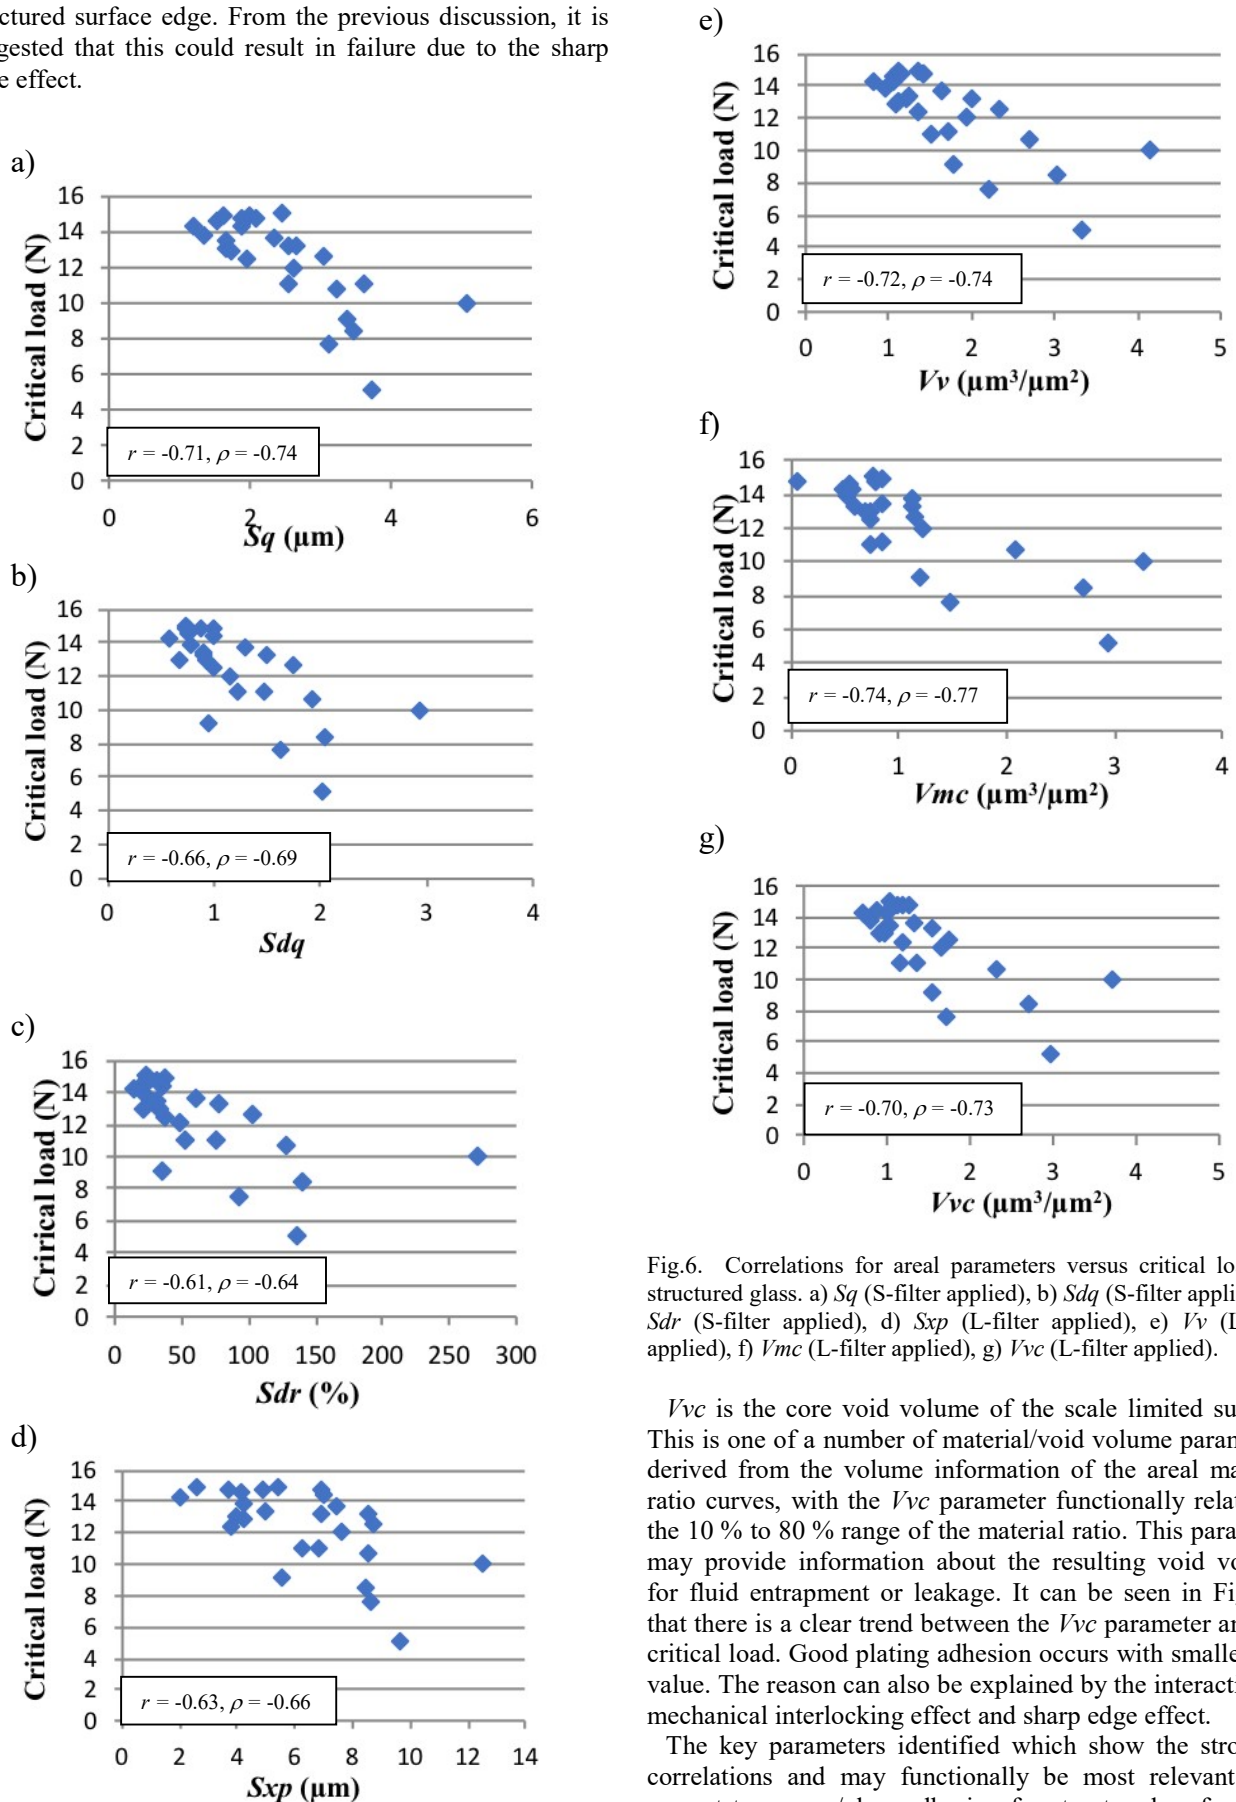 ctured surface edge. From the previous discussion, it is
gested that this could result in failure due to the sharp
e effect.
a)
Critical load (N)
16
14
12
10
8
6
4
2
0
r = -0.71, ρ = -0.74
0 2 4 6
Sq (µm)
b)
Critical load (N)
16
14
12
10
8
6
4
2
0
r = -0.66, ρ = -0.69
0 1 2 3 4
Sdq
c)
Crirical load (N)
16
14
12
10
8
6
4
2
0
r = -0.61, ρ = -0.64
0 50 100 150 200 250 300
Sdr (%)
d)
Critical load (N)
16
14
12
10
8
6
4
2
0
r = -0.63, ρ = -0.66
0 2 4 6 8 10 12 14
Sxp (µm)
e)
Critical load (N)
16
14
12
10
8
6
4
2
0
r = -0.72, ρ = -0.74
0 1 2 3 4 5
Vv (µm³/µm²)
f)
Critical load (N)
16
14
12
10
8
6
4
2
0
r = -0.74, ρ = -0.77
0 1 2 3 4
Vmc (µm³/µm²)
g)
Critical load (N)
16
14
12
10
8
6
4
2
0
r = -0.70, ρ = -0.73
0 1 2 3 4 5
Vvc (µm³/µm²)
Fig.6. Correlations for areal parameters versus critical lo
structured glass. a) Sq (S-filter applied), b) Sdq (S-filter appli
Sdr (S-filter applied), d) Sxp (L-filter applied), e) Vv (L
applied), f) Vmc (L-filter applied), g) Vvc (L-filter applied).
Vvc is the core void volume of the scale limited su
This is one of a number of material/void volume param
derived from the volume information of the areal ma
ratio curves, with the Vvc parameter functionally relat
the 10 % to 80 % range of the material ratio. This para
may provide information about the resulting void vo
for fluid entrapment or leakage. It can be seen in Fi
that there is a clear trend between the Vvc parameter ar
critical load. Good plating adhesion occurs with smalle
value. The reason can also be explained by the interacti
mechanical interlocking effect and sharp edge effect.
The key parameters identified which show the stro
correlations and may functionally be most relevant